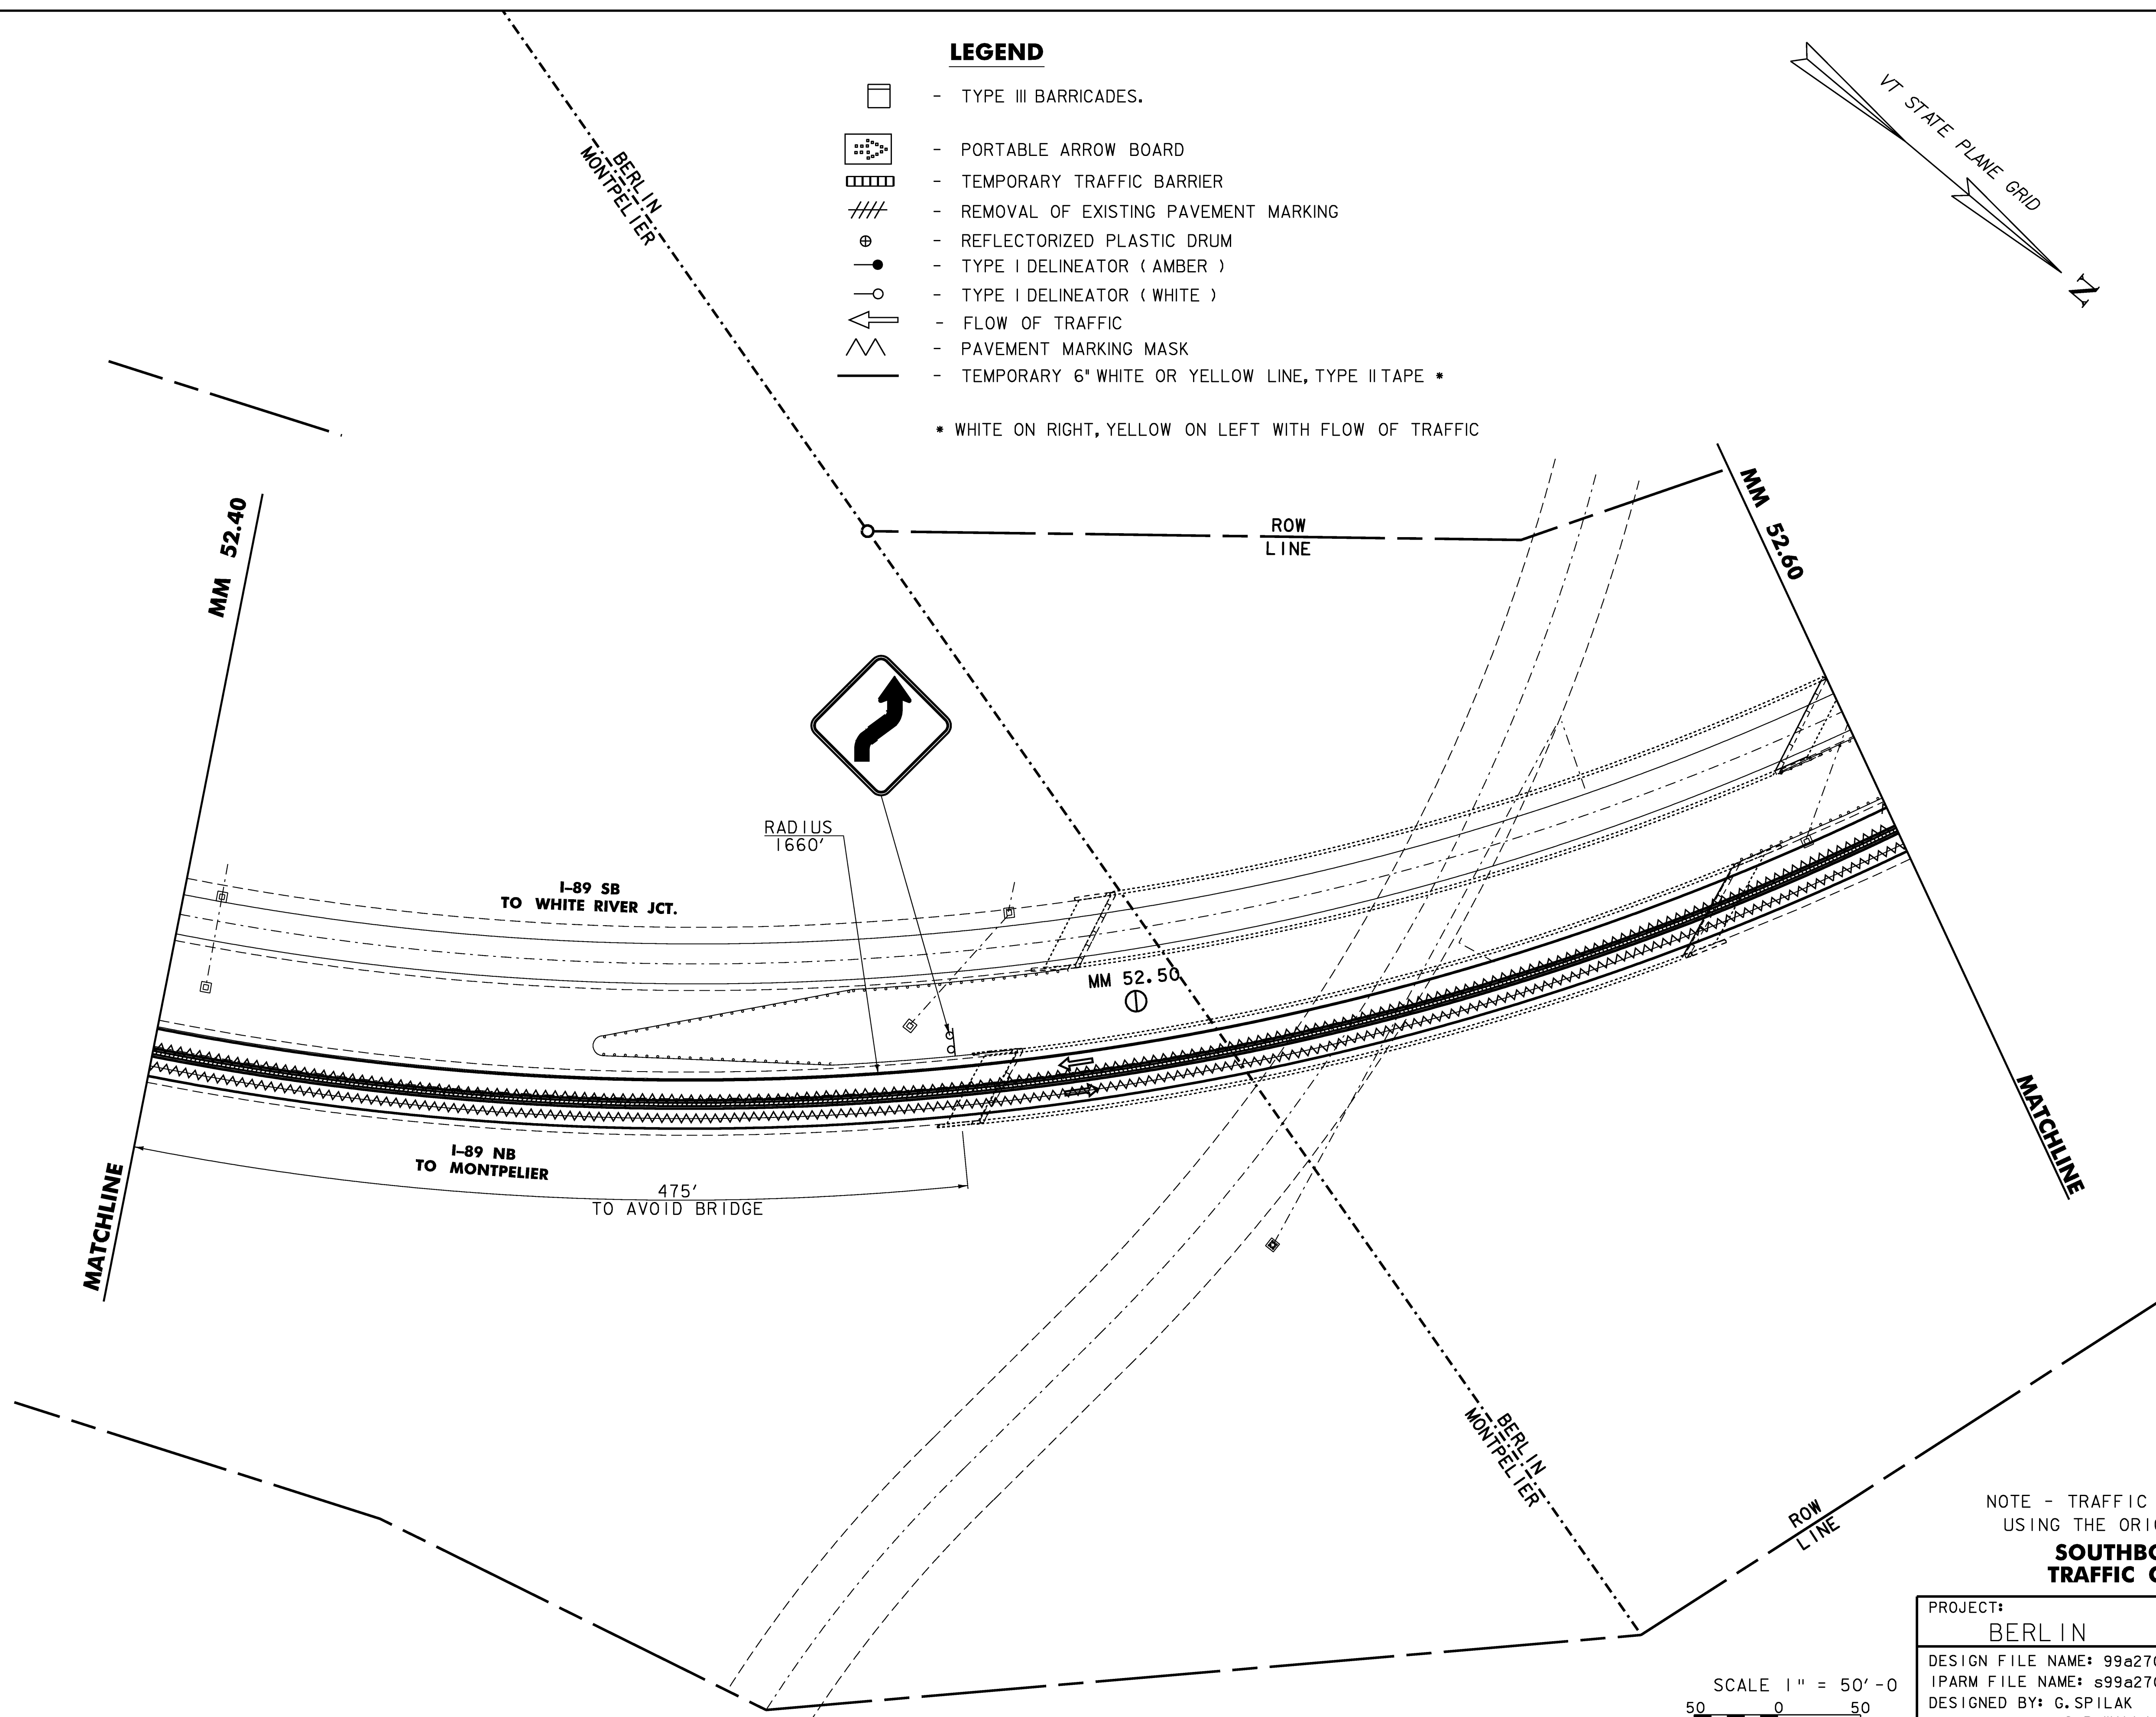 LEGEND
- TYPE III BARRICADES.
- PORTABLE ARROW BOARD
- TEMPORARY TRAFFIC BARRIER
- REMOVAL OF EXISTING PAVEMENT MARKING
- REFLECTORIZED PLASTIC DRUM
- TYPE I DELINEATOR ( AMBER )
- TYPE I DELINEATOR ( WHITE )
- FLOW OF TRAFFIC
- PAVEMENT MARKING MASK
- TEMPORARY 6" WHITE OR YELLOW LINE, TYPE II TAPE *
* WHITE ON RIGHT, YELLOW ON LEFT WITH FLOW OF TRAFFIC
VT STATE PLANE GRID
N
BERLIN
MONTPELIER
ROW
LINE
MM 52.40
MM 52.60
RADIUS
1660'
I-89 SB
TO WHITE RIVER JCT.
MM 52.50
I-89 NB
TO MONTPELIER
475'
TO AVOID BRIDGE
MATCHLINE
MATCHLINE
BERLIN
MONTPELIER
ROW
LINE
NOTE - TRAFFIC
USING THE ORI
SOUTHB
TRAFFIC
PROJECT:
BERLIN
DESIGN FILE NAME: 99a27
IPARM FILE NAME: s99a27
DESIGNED BY: G.SPILAK
SCALE 1" = 50'-0
50 0 50